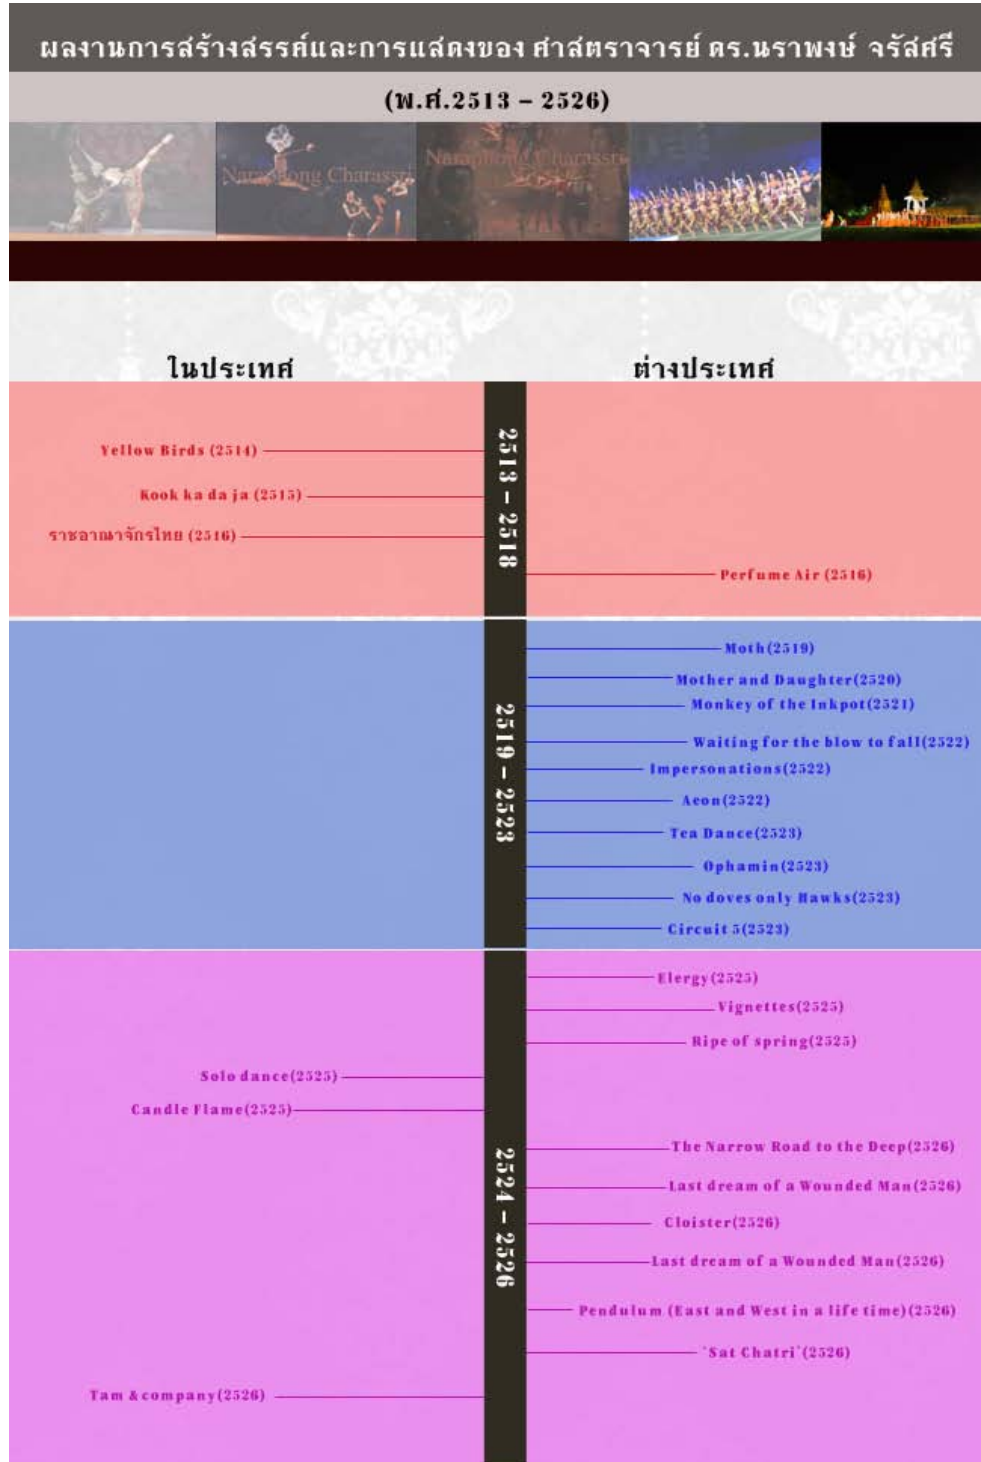 ผลงานการสร้างสรรค์และการแสดงของ ศาสตราจารย์ ดร.นราพงษ์ จรัสศรี
(พ.ศ.2513 – 2526)
Naraphong Charassri
Naraphong Charassri
ในประเทศ
ต่างประเทศ
2513 – 2518
Yellow Birds (2514)
Kook ka da ja (2515)
ราชอาณาจักรไทย (2516)
Perfume Air (2516)
2519 – 2523
Moth(2519)
Mother and Daughter(2520)
Monkey of the Inkpot(2521)
Waiting for the blow to fall(2522)
Impersonations(2522)
Aeon(2522)
Tea Dance(2523)
Ophamin(2523)
No doves only Hawks(2523)
Circuit 5(2523)
2524 – 2526
Elergy(2525)
Vignettes(2525)
Ripe of spring(2525)
Solo dance(2525)
Candle Flame(2525)
The Narrow Road to the Deep(2526)
Last dream of a Wounded Man(2526)
Cloister(2526)
Last dream of a Wounded Man(2526)
Pendulum (East and West in a life time)(2526)
'Sat Chatri'(2526)
Tam & company(2526)